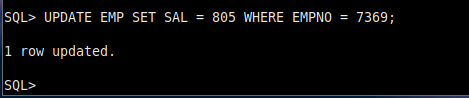 SQL> UPDATE EMP SET SAL = 805 WHERE EMPNO = 7369;
1 row updated.
SQL>